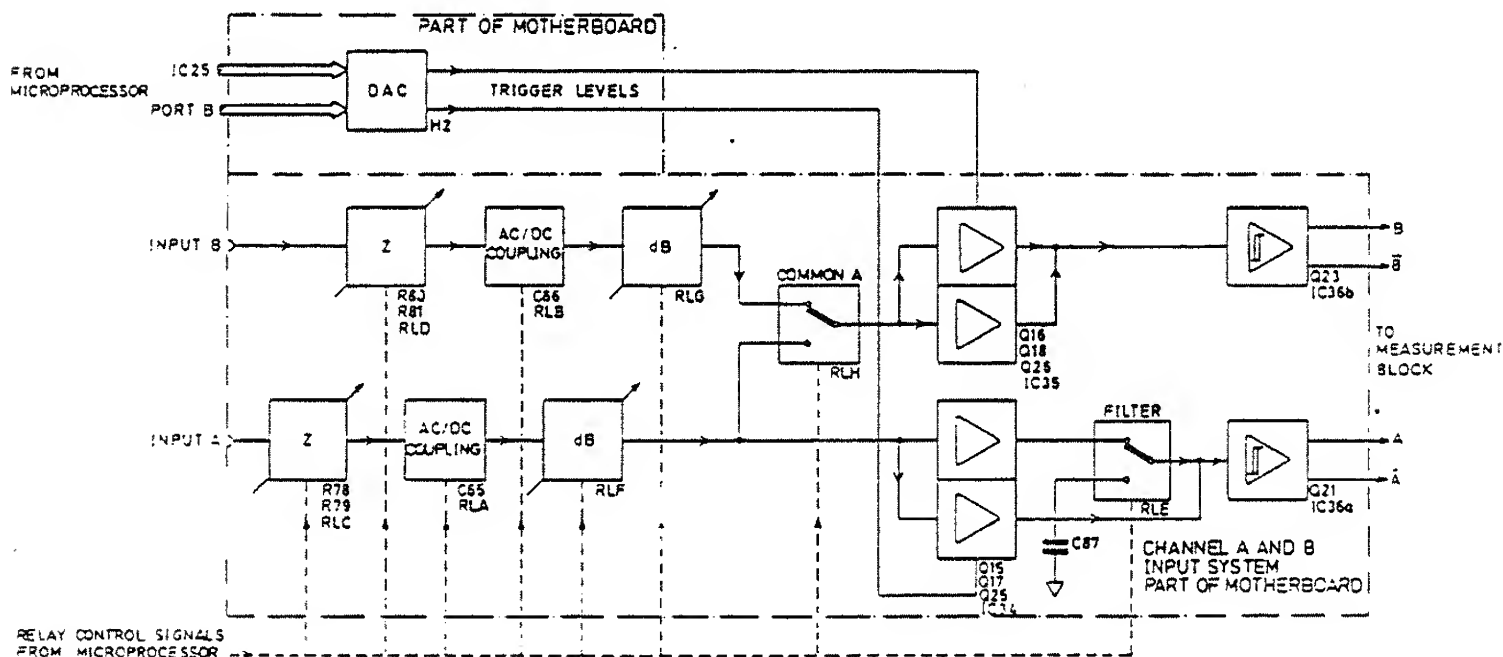 PART OF MOTHERBOARD
FROM
MICROPROCESSOR
IC25
PORT B
DAC
H2
TRIGGER LEVELS
INPUT B
Z
R81
RLD
AC/DC
COUPLING
C66
RLB
dB
RLG
COMMON A
RLH
Q16
Q18
Q26
IC35
B
B̅
Q23
IC36b
TO
MEASUREMENT
BLOCK
INPUT A
Z
R78
R79
RLC
AC/DC
COUPLING
C65
RLA
dB
RLF
FILTER
RLE
C87
Q15
Q17
Q25
IC34
A
A̅
Q21
IC36a
CHANNEL A AND B
INPUT SYSTEM
PART OF MOTHERBOARD
RELAY CONTROL SIGNALS
FROM MICROPROCESSOR